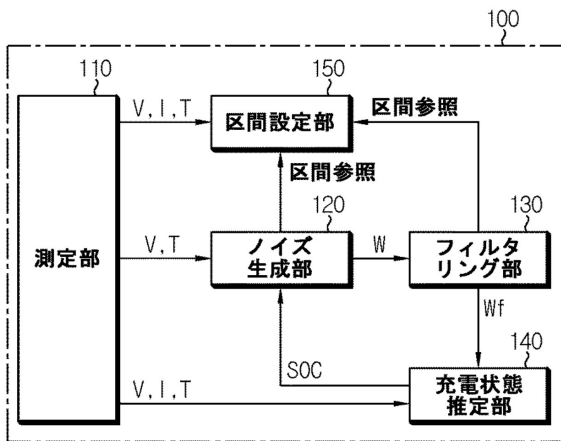 100
110
150
V,I,T
区間設定部
区間参照
区間参照
120
130
測定部
V,T
ノイズ
生成部
W
フィルタ
リング部
Wf
140
SOC
充電状態
推定部
V,I,T